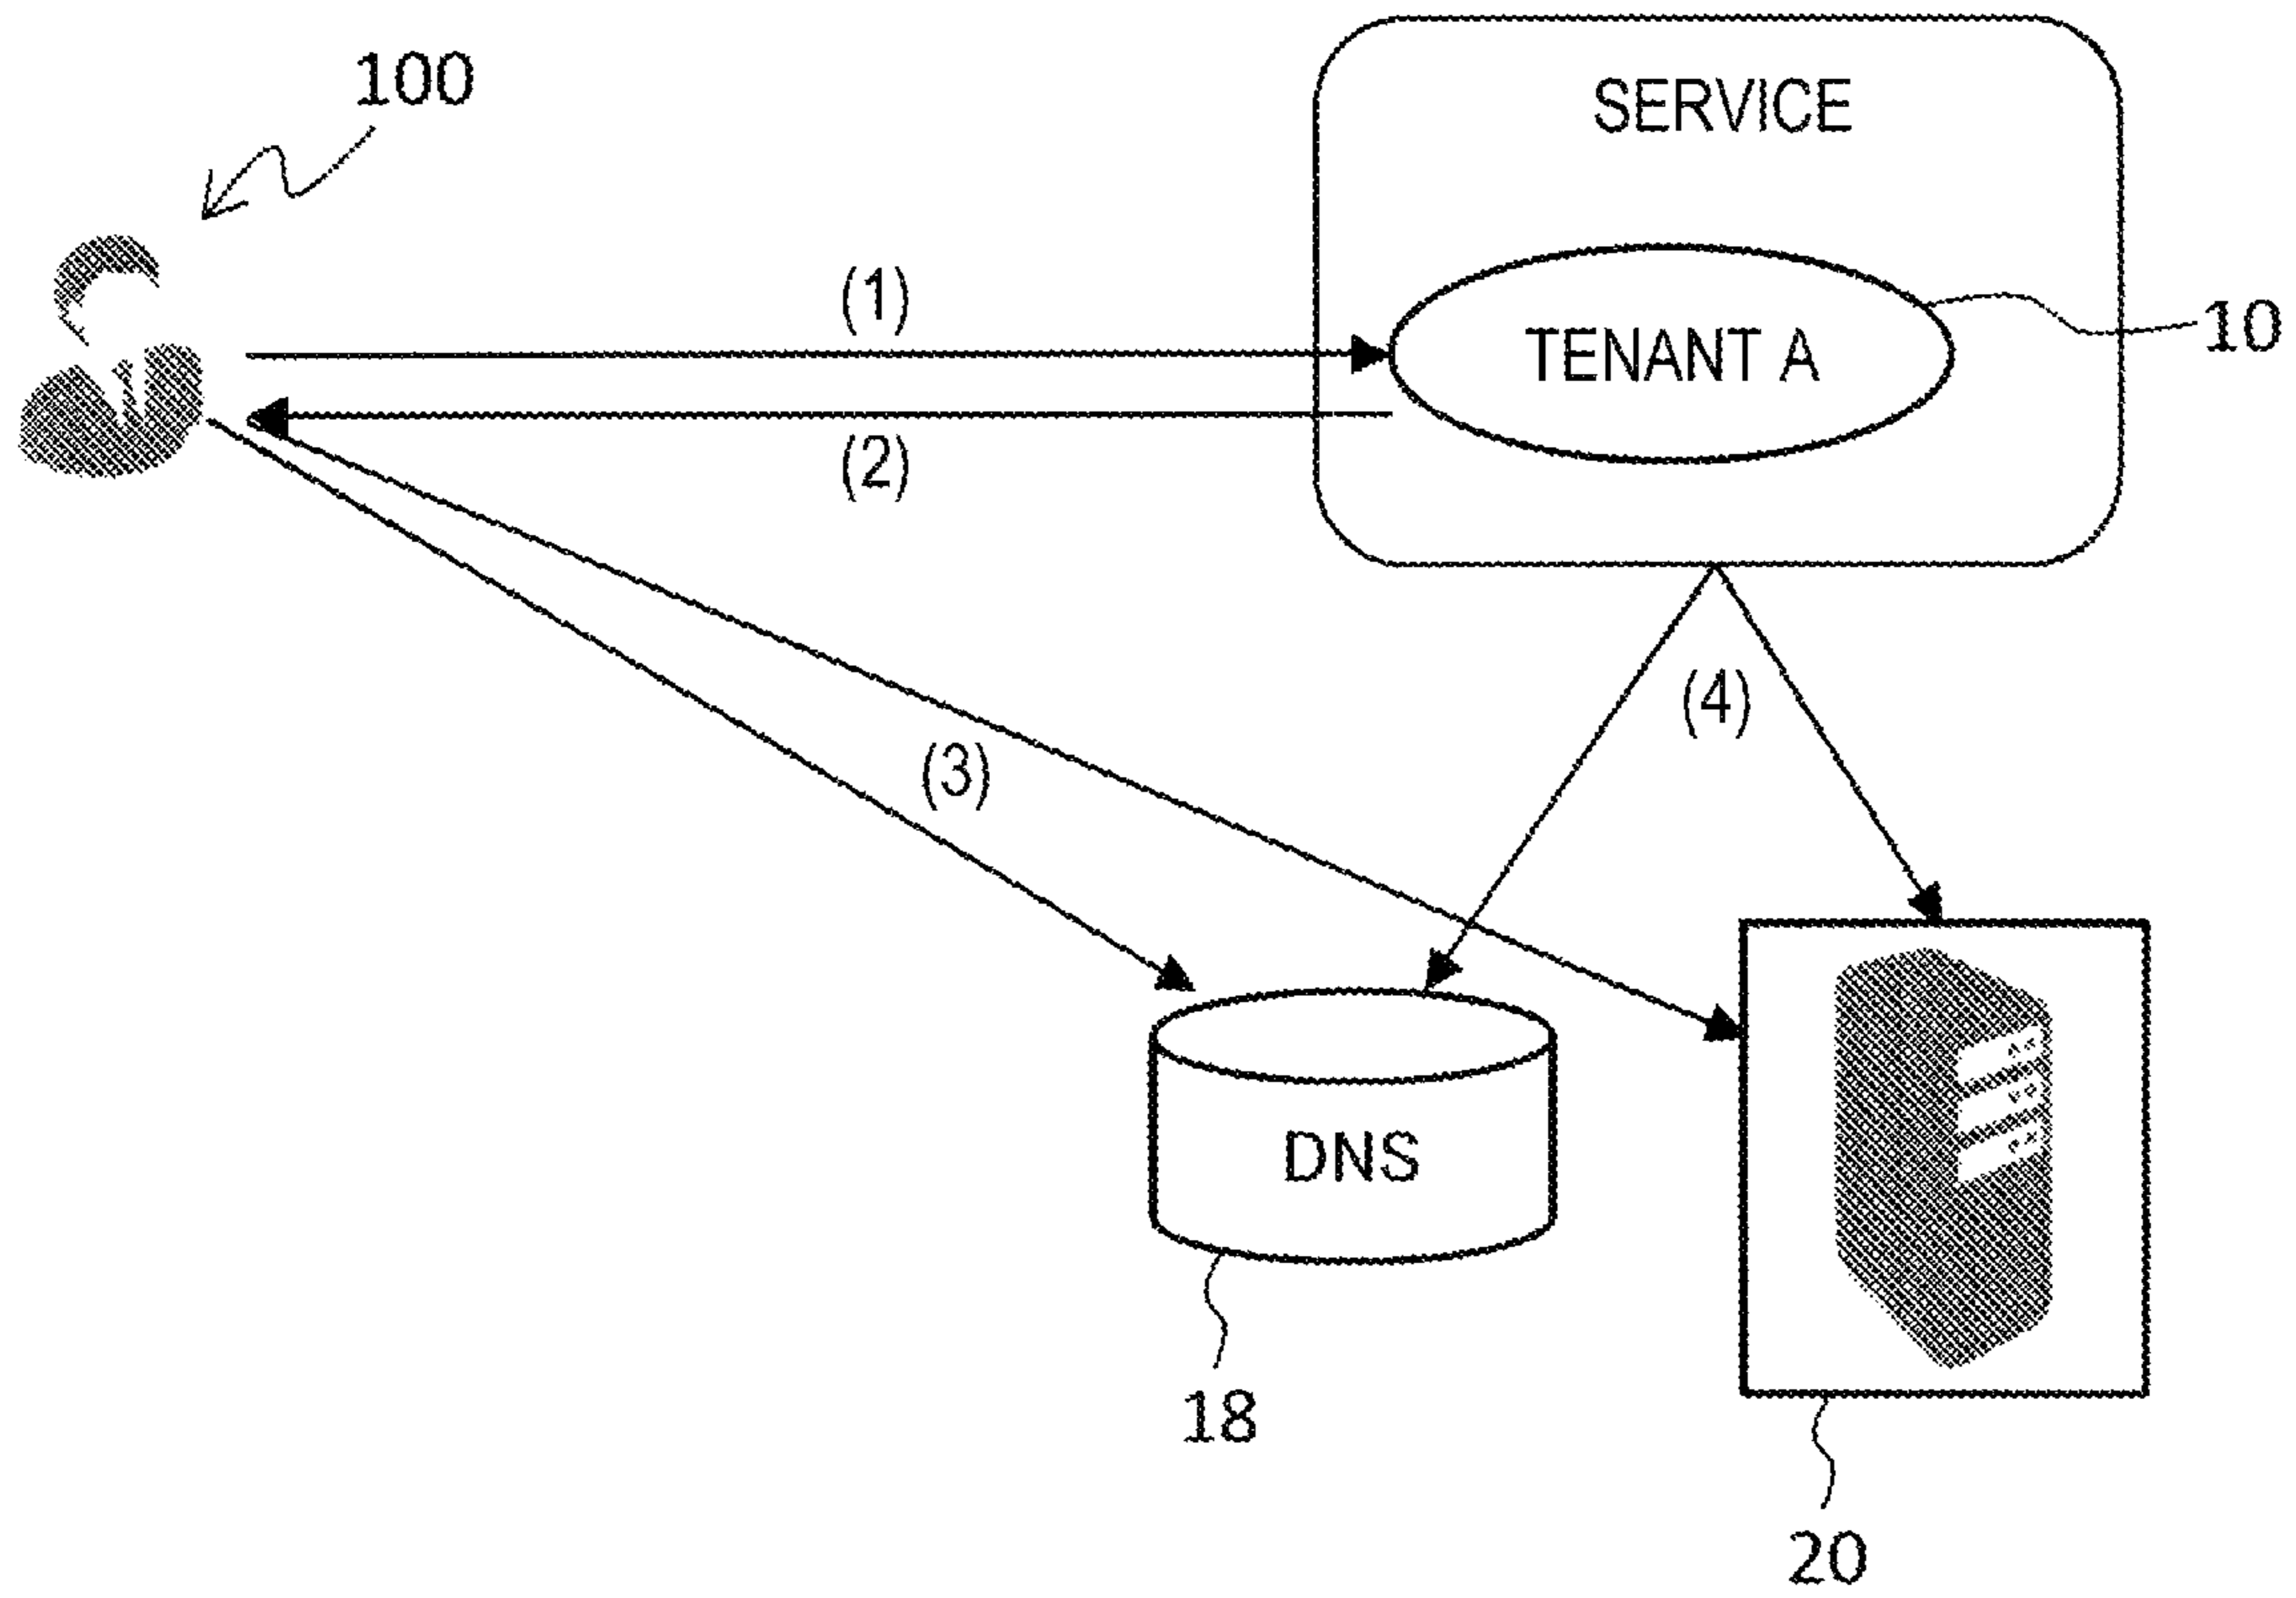 100
SERVICE
(1)
TENANT A
10
(2)
(4)
(3)
DNS
18
20